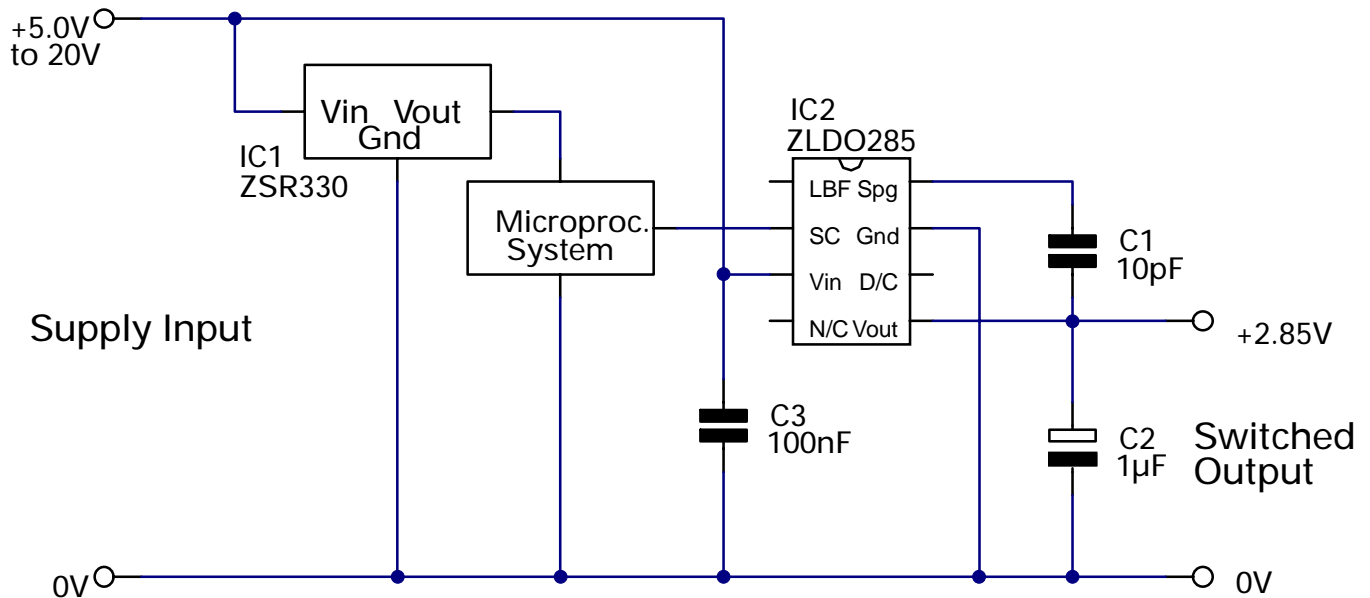 +5.0V
to 20V
Vin Vout
Gnd
IC1
ZSR330
Microproc.
System
IC2
ZLDO285
LBF Spg
SC Gnd
Vin D/C
N/C Vout
C1
10pF
Supply Input
+2.85V
C3
100nF
C2
1µF
Switched
Output
0V
0V